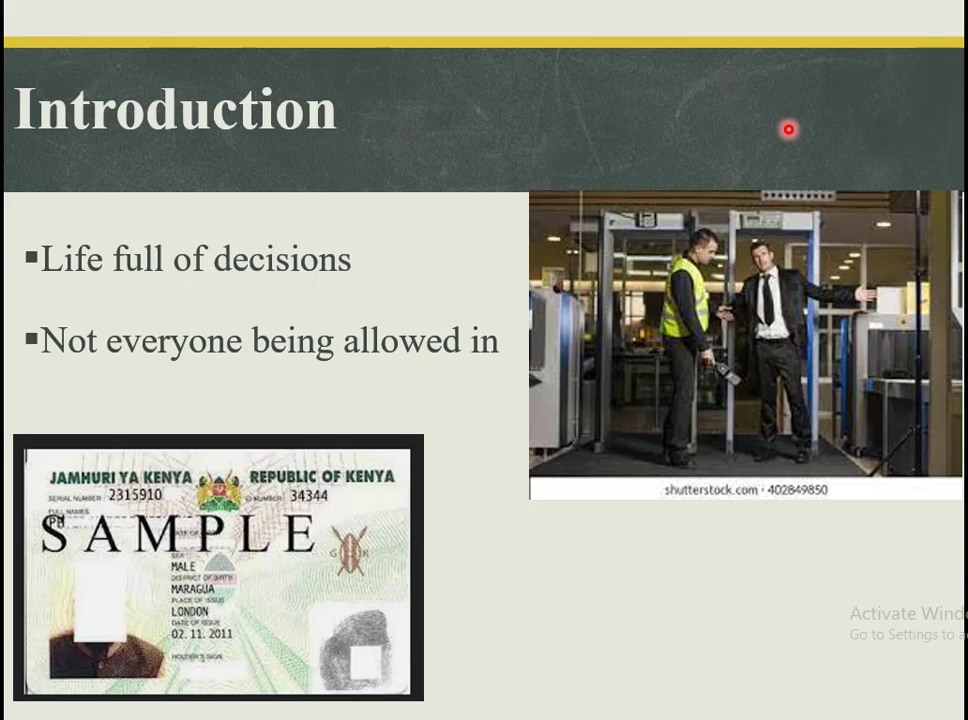 Introduction
▪Life full of decisions
▪Not everyone being allowed in
shutterstock.com · 402849850
JAMHURI YA KENYA REPUBLIC OF KENYA
SERIAL NUMBER: 2315910 ID NUMBER: 34344
FULL NAMES
SAMPLE
SEX
MALE
DISTRICT OF BIRTH
MARAGUA
PLACE OF ISSUE
LONDON
DATE OF ISSUE
02. 11. 2011
HOLDER'S SIGN.
Activate Wind
Go to Settings to a